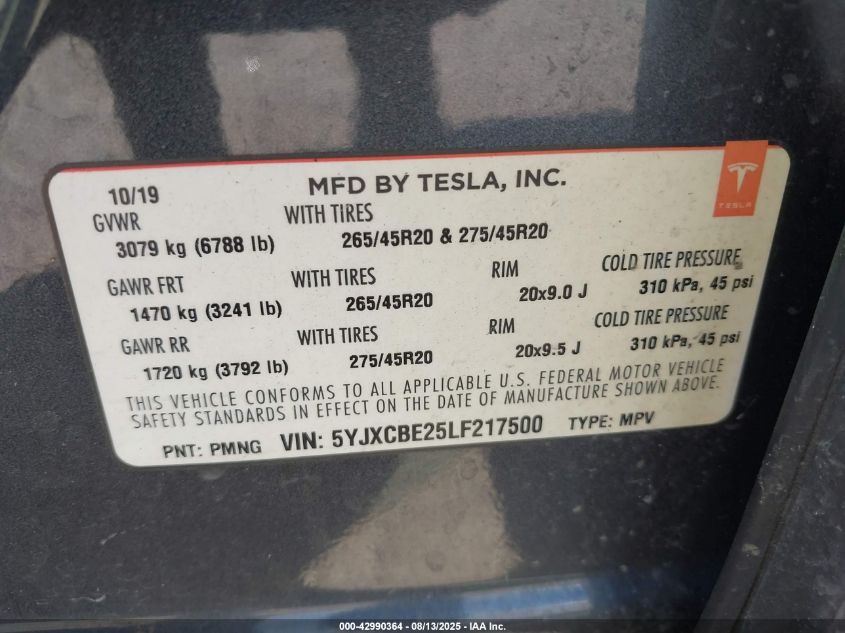 10/19 MFD BY TESLA, INC.
TESLA
GVWR WITH TIRES
3079 kg (6788 lb) 265/45R20 & 275/45R20
GAWR FRT WITH TIRES RIM COLD TIRE PRESSURE
1470 kg (3241 lb) 265/45R20 20x9.0 J 310 kPa, 45 psi
GAWR RR WITH TIRES RIM COLD TIRE PRESSURE
1720 kg (3792 lb) 275/45R20 20x9.5 J 310 kPa, 45 psi
THIS VEHICLE CONFORMS TO ALL APPLICABLE U.S. FEDERAL MOTOR VEHICLE
SAFETY STANDARDS IN EFFECT ON THE DATE OF MANUFACTURE SHOWN ABOVE.
PNT: PMNG VIN: 5YJXCBE25LF217500 TYPE: MPV
000-42990364 - 08/13/2025 - IAA Inc.